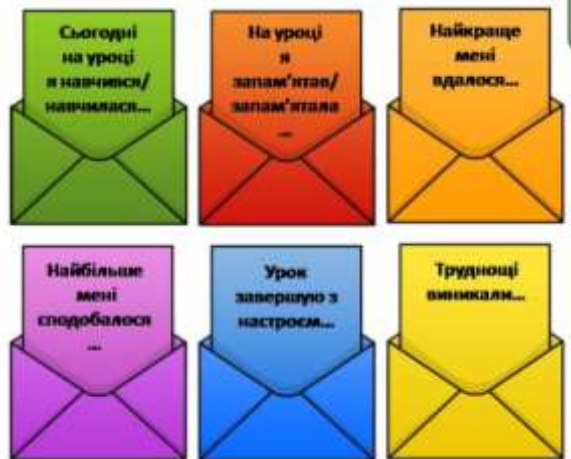 Сьогодні
на уроці
я навчився/
навчилася...
На уроці
я
запам'ятав/
запам'ятала
...
Найкраще
мені
вдалося...
Найбільше
мені
сподобалося
...
Урок
завершую з
настроєм...
Труднощі
виникали...